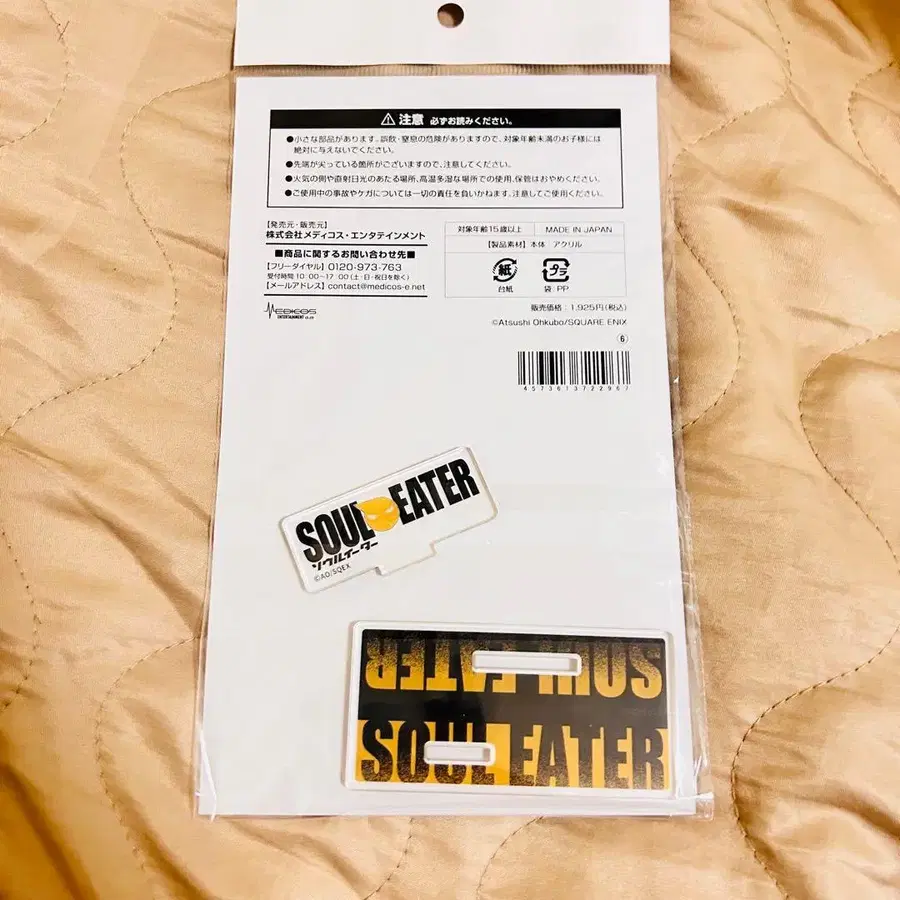 注意 必ずお読みください。
●小さな部品があります。誤飲・窒息の危険がありますので、対象年齢未満のお子様には
絶対に与えないでください。
●先端が尖っている箇所がございますので、注意してください。
●火気の側や直射日光のあたる場所、高温多湿な場所での使用、保管はおやめください。
●ご使用中の事故やケガについては一切の責任を負いかねます、注意してご使用ください。
【発売元・販売元】
株式会社メディコス・エンタテインメント
■商品に関するお問い合わせ先■
【フリーダイヤル】0120-973-763
受付時間 10:00~17:00(土・日・祝日を除く)
【メールアドレス】contact@medicos-e.net
MEDICOS
ENTERTAINMENT co.,ltd
対象年齢15歳以上 MADE IN JAPAN
【製品素材】本体:アクリル
紙 プラ
台紙 袋:PP
販売価格:1,925円(税込)
©Atsushi Ohkubo/SQUARE ENIX
⑥
4573613722967
SOUL EATER
ソウルイーター
©AO/SQEX
SOUL EATER
SOUL EATER